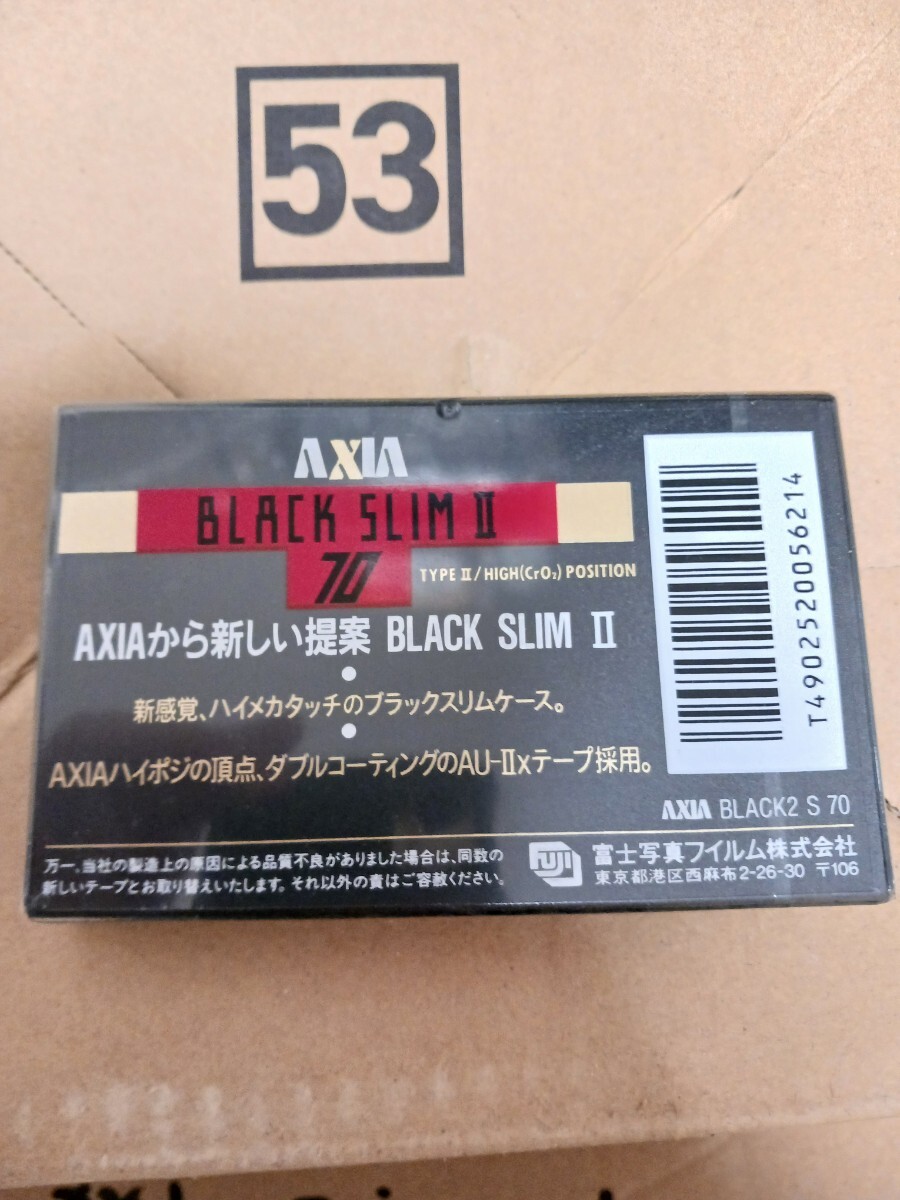 53
AXIA
BLACK SLIM II
70
TYPE II/HIGH(CrO₂) POSITION
AXIAから新しい提案 BLACK SLIM II
新感覚、ハイメカタッチのブラックスリムケース。
AXIAハイポジの頂点、ダブルコーティングのAU-IIxテープ採用。
T4902520056214
AXIA BLACK2 S 70
万一、当社の製造上の原因による品質不良がありました場合は、同数の
新しいテープとお取り替えいたします。それ以外の責はご容赦ください。
FUJI
富士写真フイルム株式会社
東京都港区西麻布2-26-30 〒106